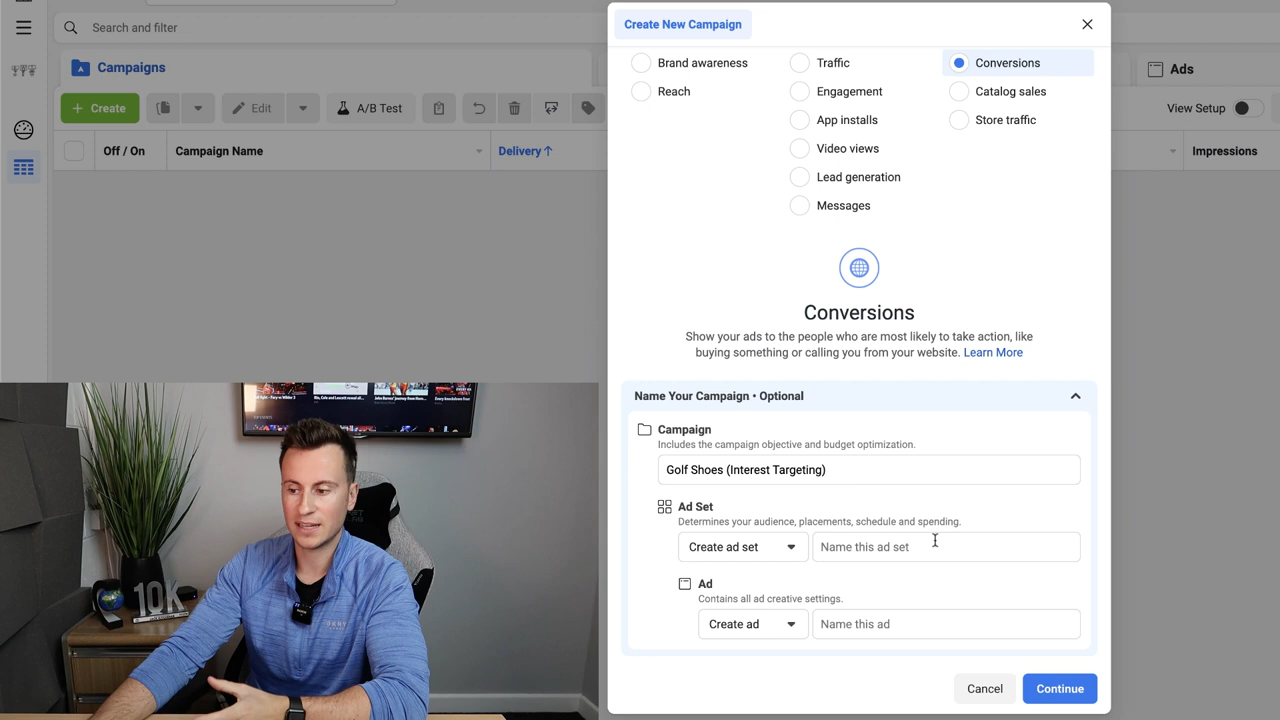 Create New Campaign
Search and filter
Campaigns
Ads
Brand awareness
Traffic
Conversions
Reach
Engagement
Catalog sales
App installs
Store traffic
Video views
Lead generation
Messages
Create
Edit
A/B Test
View Setup
Off / On
Campaign Name
Delivery↑
Impressions
Conversions
Show your ads to the people who are most likely to take action, like
buying something or calling you from your website. Learn More
Name Your Campaign • Optional
Campaign
Includes the campaign objective and budget optimization.
Golf Shoes (Interest Targeting)
Ad Set
Determines your audience, placements, schedule and spending.
Create ad set
Name this ad set
Ad
Contains all ad creative settings.
Create ad
Name this ad
Cancel
Continue
10K
DKNY